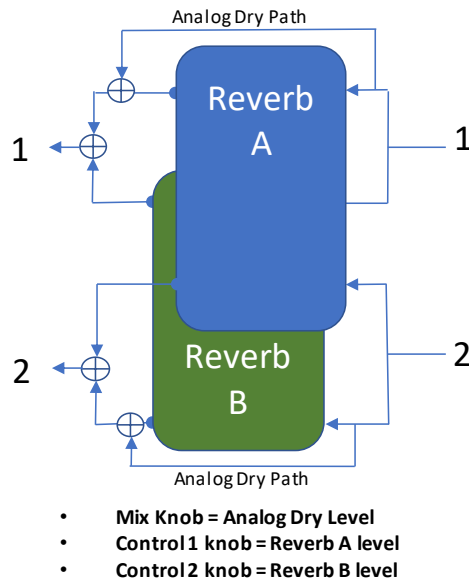 Analog Dry Path
Reverb
A
1
1
2
2
Reverb
B
Analog Dry Path
• Mix Knob = Analog Dry Level
• Control 1 knob = Reverb A level
• Control 2 knob = Reverb B level